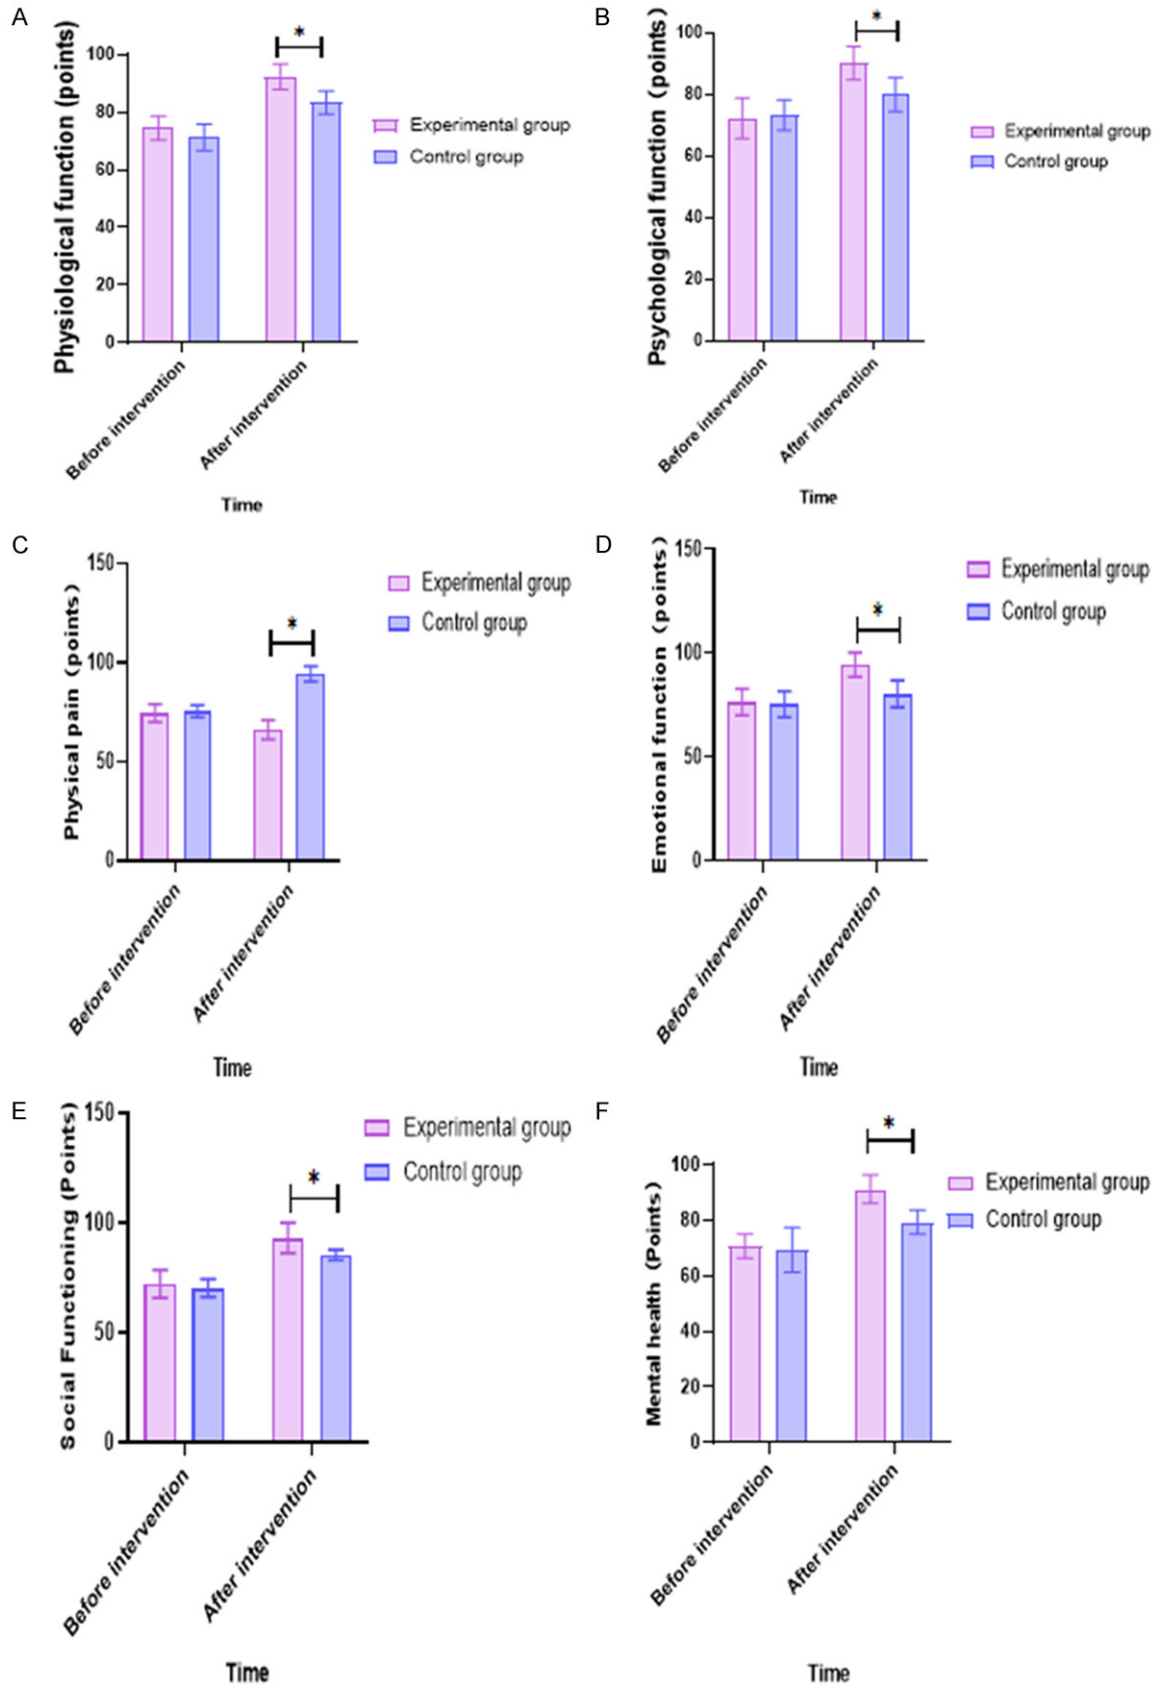 A
Physiological function (points)
100
80
60
40
20
0
*
Experimental group
Control group
Before intervention
After intervention
Time
B
Psychological function (points)
100
80
60
40
20
0
*
Experimental group
Control group
Before intervention
After intervention
Time
C
Physical pain (points)
150
100
50
0
*
Experimental group
Control group
Before intervention
After intervention
Time
D
Emotional function (points)
150
100
50
0
*
Experimental group
Control group
Before intervention
After intervention
Time
E
Social Functioning (Points)
150
100
50
0
*
Experimental group
Control group
Before intervention
After intervention
Time
F
Mental health (Points)
100
80
60
40
20
0
*
Experimental group
Control group
Before intervention
After intervention
Time